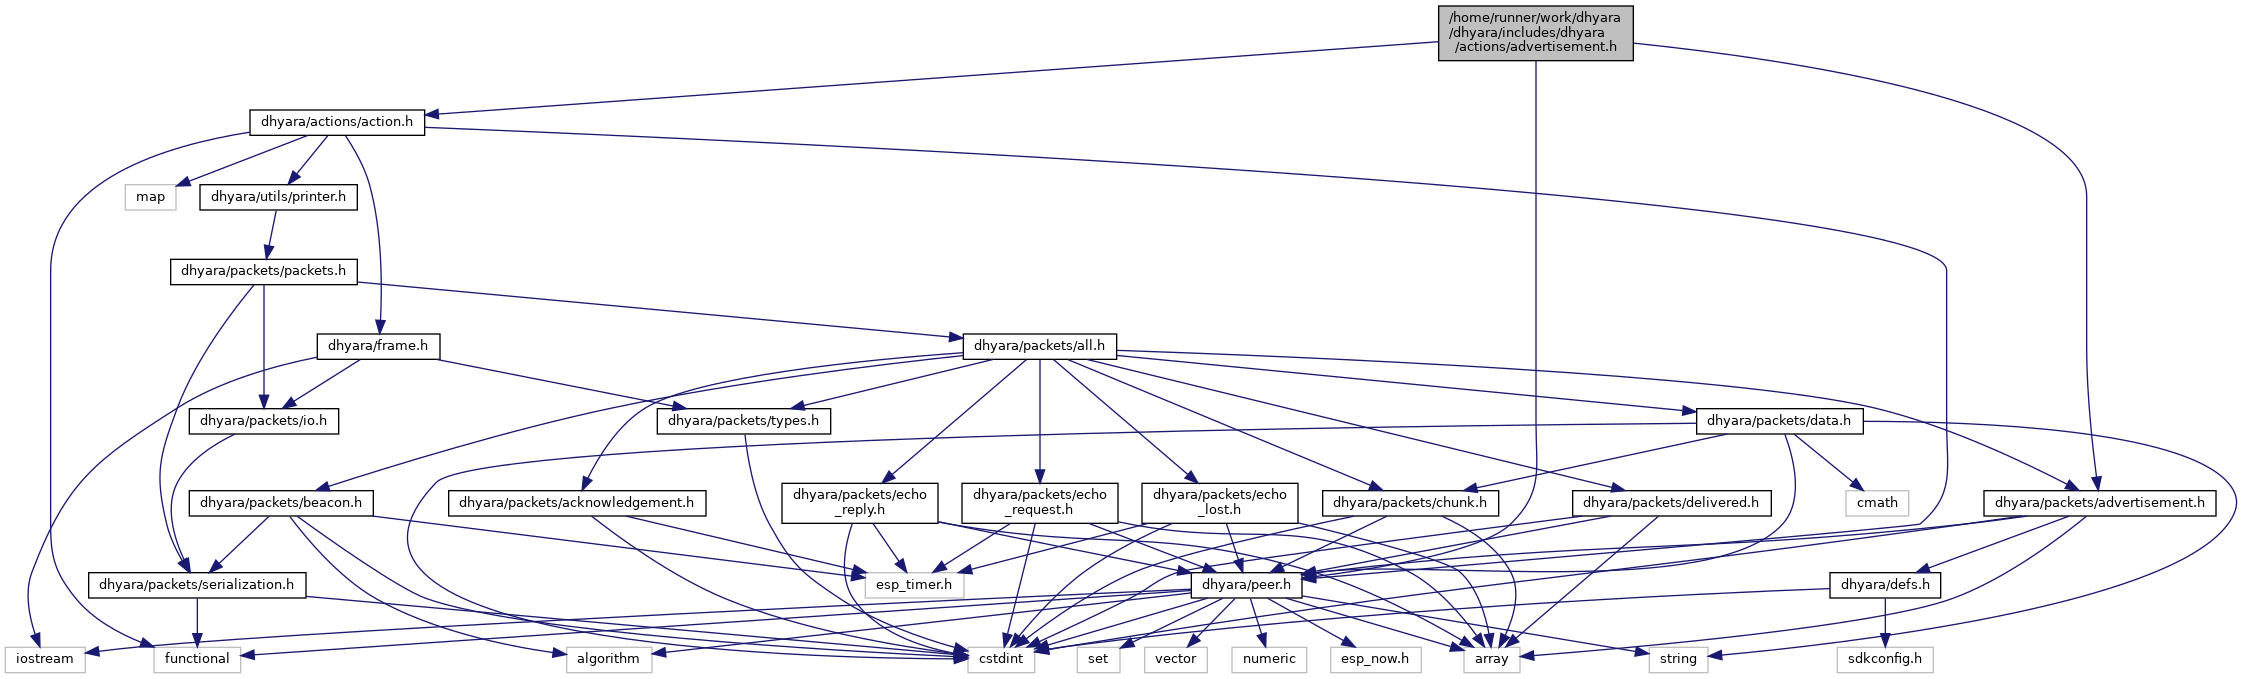 /home/runner/work/dhyara
/dhyara/includes/dhyara
/actions/advertisement.h
dhyara/actions/action.h
map
dhyara/utils/printer.h
dhyara/packets/packets.h
dhyara/frame.h
dhyara/packets/all.h
dhyara/packets/io.h
dhyara/packets/types.h
dhyara/packets/data.h
dhyara/packets/beacon.h
dhyara/packets/acknowledgement.h
dhyara/packets/echo
_reply.h
dhyara/packets/echo
_request.h
dhyara/packets/echo
_lost.h
dhyara/packets/chunk.h
dhyara/packets/delivered.h
cmath
dhyara/packets/advertisement.h
dhyara/packets/serialization.h
esp_timer.h
dhyara/peer.h
dhyara/defs.h
iostream
functional
algorithm
cstdint
set
vector
numeric
esp_now.h
array
string
sdkconfig.h